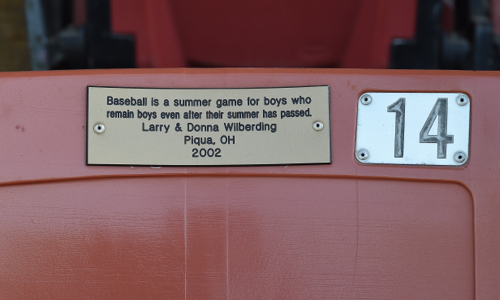 Baseball is a summer game for boys who
remain boys even after their summer has passed.
Larry & Donna Wilberding
Piqua, OH
2002
14